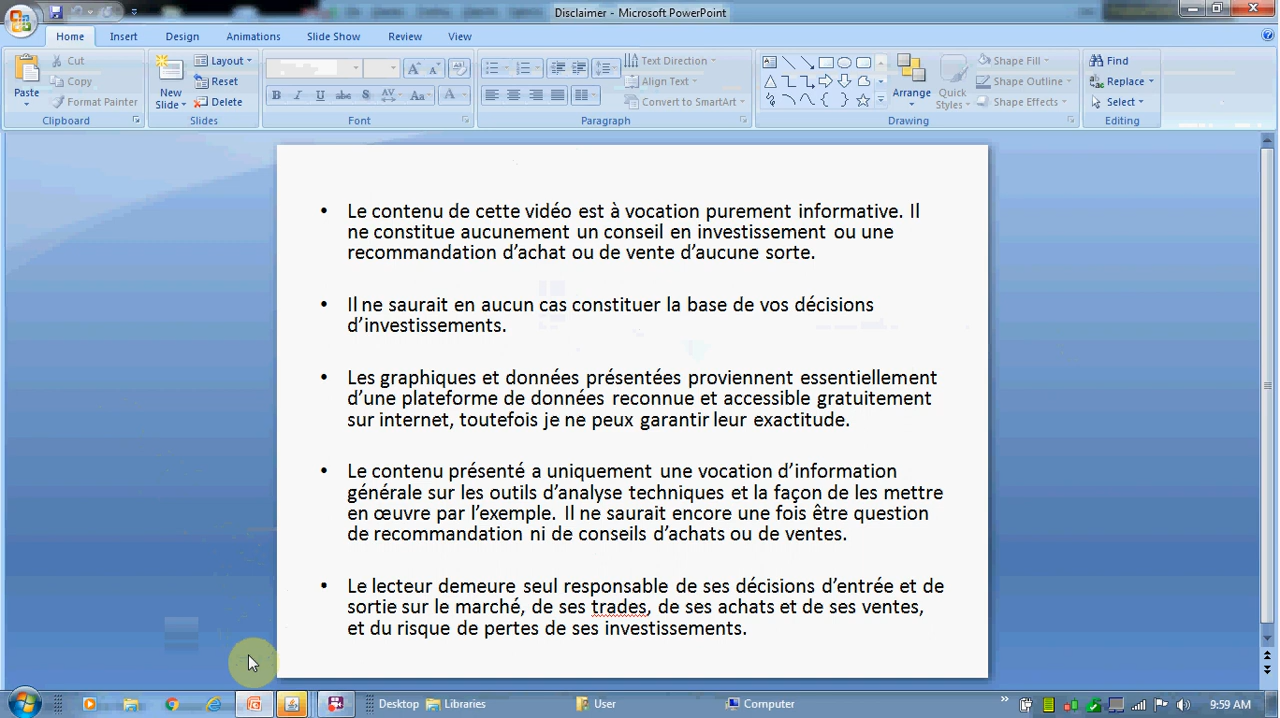 Disclaimer - Microsoft PowerPoint
Home Insert Design Animations Slide Show Review View
Paste
Cut
Copy
Format Painter
Clipboard
New Slide
Layout
Reset
Delete
Slides
B I U abc S AV Aa A
Font
Text Direction
Align Text
Convert to SmartArt
Paragraph
Arrange
Quick Styles
Shape Fill
Shape Outline
Shape Effects
Drawing
Find
Replace
Select
Editing
• Le contenu de cette vidéo est à vocation purement informative. Il
ne constitue aucunement un conseil en investissement ou une
recommandation d’achat ou de vente d’aucune sorte.
• Il ne saurait en aucun cas constituer la base de vos décisions
d’investissements.
• Les graphiques et données présentées proviennent essentiellement
d’une plateforme de données reconnue et accessible gratuitement
sur internet, toutefois je ne peux garantir leur exactitude.
• Le contenu présenté a uniquement une vocation d’information
générale sur les outils d’analyse techniques et la façon de les mettre
en œuvre par l’exemple. Il ne saurait encore une fois être question
de recommandation ni de conseils d’achats ou de ventes.
• Le lecteur demeure seul responsable de ses décisions d’entrée et de
sortie sur le marché, de ses trades, de ses achats et de ses ventes,
et du risque de pertes de ses investissements.
Desktop Libraries User Computer 9:59 AM